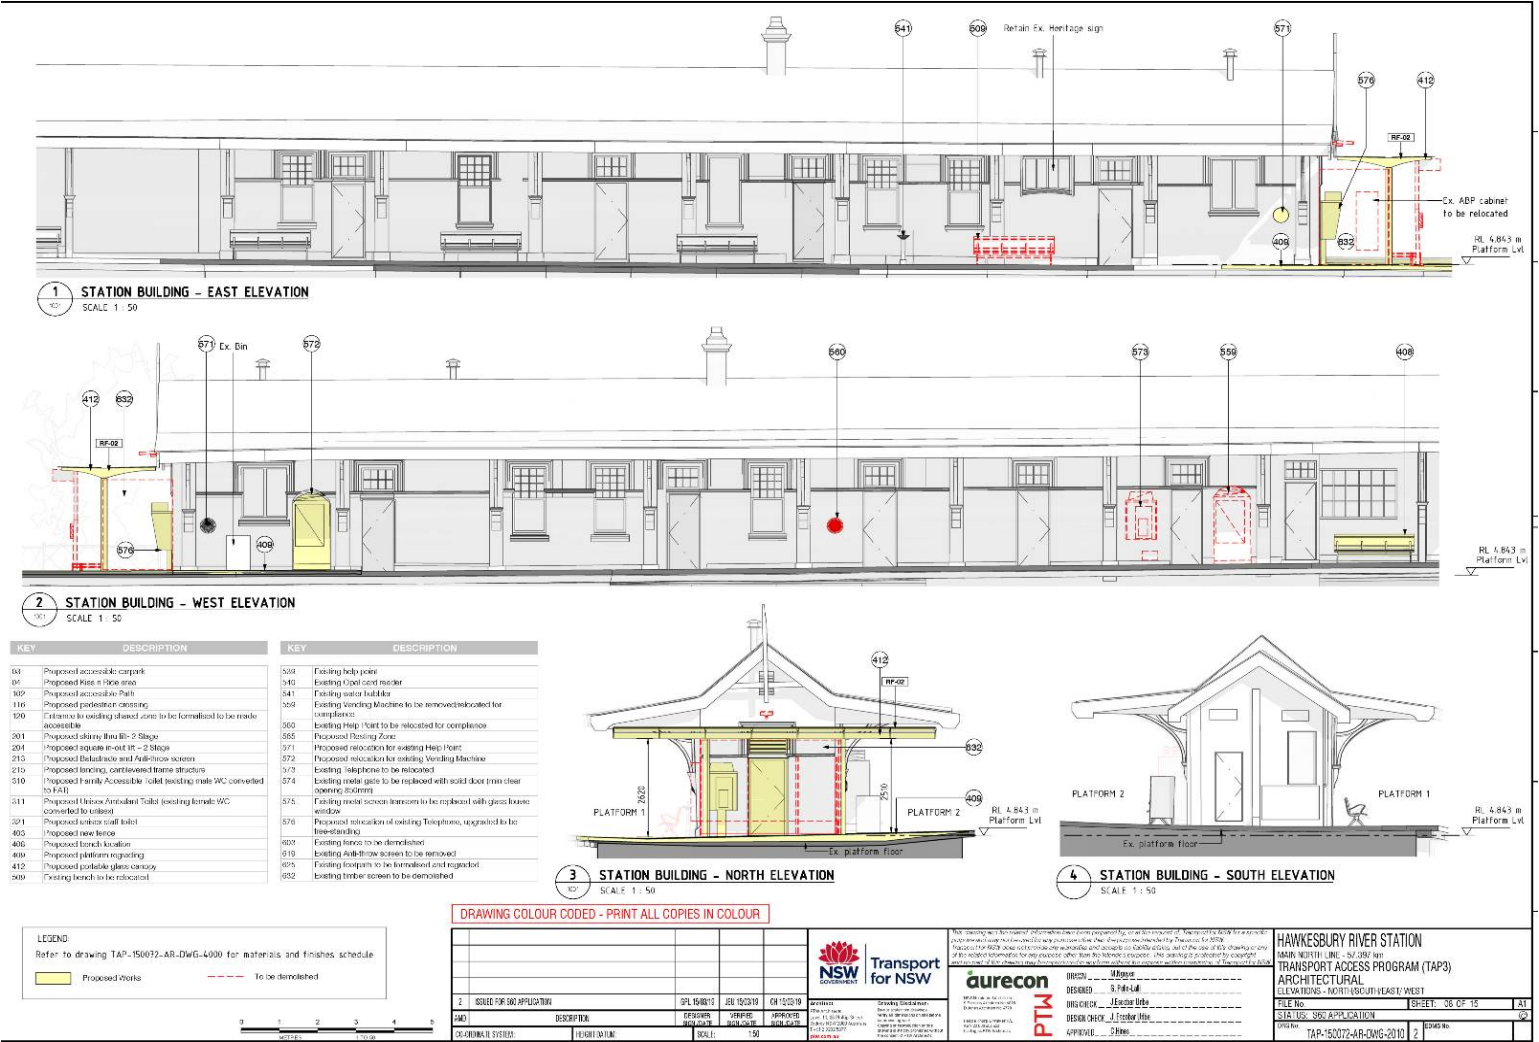 541
509
Retain Ex. Heritage sign
571
576
412
RF-02
Ex. ABP cabinet
to be relocated
409
632
RL 4.843 m
Platform Lvl
1
STATION BUILDING - EAST ELEVATION
SCALE 1 : 50
571
Ex. Bin
572
560
573
559
408
412
632
RF-02
576
409
RL 4.843 m
Platform Lvl
2
STATION BUILDING - WEST ELEVATION
SCALE 1 : 50
KEY DESCRIPTION
03 Proposed accessible carpark
04 Proposed Kiss n Ride area
102 Proposed accessible Path
116 Proposed pedestrian crossing
120 Entrance to existing shared zone to be formalised to be made
accessible
201 Proposed skinny thru lift- 2 Stage
204 Proposed square in-out lift - 2 Stage
213 Proposed Balustrade and Anti-throw screen
215 Proposed landing, cantilevered frame structure
310 Proposed Family Accessible Toilet (existing male WC converted
to FAT)
311 Proposed Unisex Ambulant Toilet (existing female WC
converted to unisex)
321 Proposed unisex staff toilet
403 Proposed new fence
408 Proposed bench location
409 Proposed platform regrading
412 Proposed portable glass canopy
509 Existing bench to be relocated
KEY DESCRIPTION
539 Existing help point
540 Existing Opal card reader
541 Existing water bubbler
559 Existing Vending Machine to be removed/relocated for
compliance
560 Existing Help Point to be relocated for compliance
565 Proposed Resting Zone
571 Proposed relocation for existing Help Point
572 Proposed relocation for existing Vending Machine
573 Existing Telephone to be relocated
574 Existing metal gate to be replaced with solid door (min clear
opening 850mm)
575 Existing metal screen transom to be replaced with glass louvre
window
576 Proposed relocation of existing Telephone, upgraded to be
free-standing
603 Existing fence to be demolished
619 Existing Anti-throw screen to be removed
625 Existing footpath to be formalised and regraded
632 Existing timber screen to be demolished
412
RF-02
632
409
2620
2510
PLATFORM 1
PLATFORM 2
RL 4.843 m
Platform Lvl
Ex. platform floor
3
STATION BUILDING - NORTH ELEVATION
SCALE 1 : 50
PLATFORM 2
PLATFORM 1
RL 4.843 m
Platform Lvl
Ex. platform floor
4
STATION BUILDING - SOUTH ELEVATION
SCALE 1 : 50
DRAWING COLOUR CODED - PRINT ALL COPIES IN COLOUR
LEGEND:
Refer to drawing TAP-150072-AR-DWG-4000 for materials and finishes schedule
Proposed Works
To be demolished
0 1 2 3 4 5
METRES
2 ISSUED FOR S60 APPLICATION
AMD DESCRIPTION
DESIGNER VERIFIED APPROVED
SIGN./DATE SIGN./DATE SIGN./DATE
CO-ORDINATE SYSTEM: HEIGHT DATUM: SCALE: 1:50
NSW
GOVERNMENT
Transport
for NSW
aurecon
PTW
DRAWN
DESIGNED
DRG CHECK
DESIGN CHECK
APPROVED
HAWKESBURY RIVER STATION
MAIN NORTH LINE - 57.397 km
TRANSPORT ACCESS PROGRAM (TAP3)
ARCHITECTURAL
ELEVATIONS - NORTH/SOUTH/EAST/ WEST
FILE No. SHEET: 08 OF 15 A1
STATUS: S60 APPLICATION ©
TAP-150072-AR-DWG-2010 2